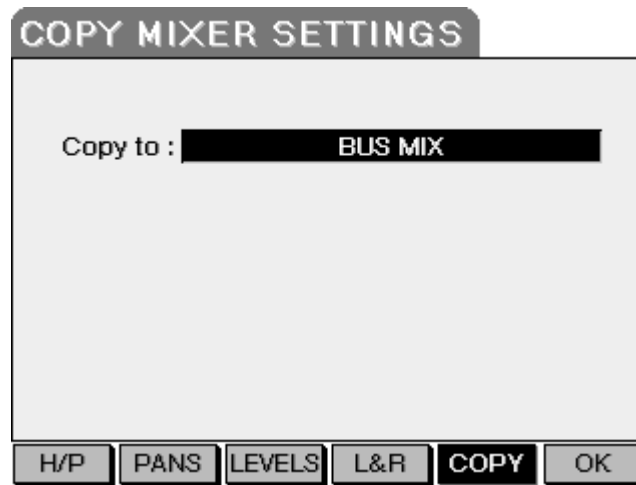 COPY MIXER SETTINGS
Copy to : BUS MIX
H/P PANS LEVELS L&R COPY OK